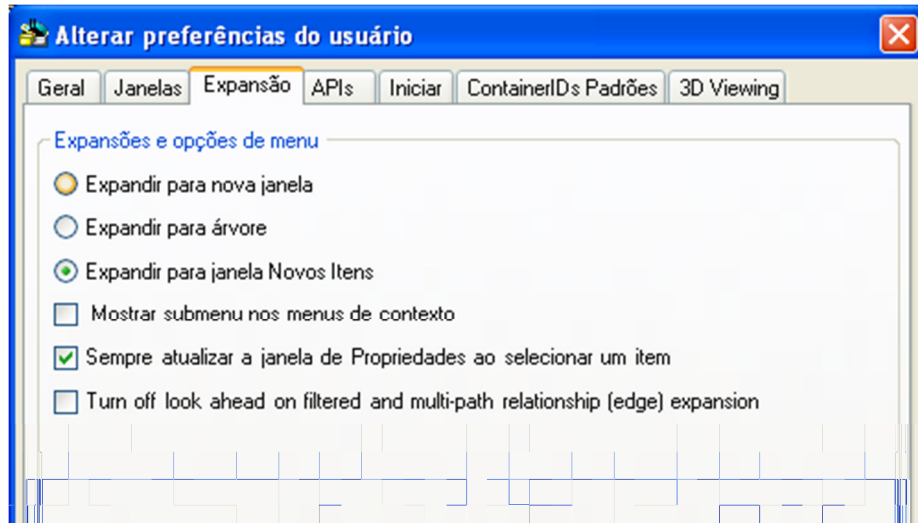 Alterar preferências do usuário
Geral Janelas Expansão APIs Iniciar ContainerIDs Padrões 3D Viewing
Expansões e opções de menu
Expandir para nova janela
Expandir para árvore
Expandir para janela Novos Itens
Mostrar submenu nos menus de contexto
Sempre atualizar a janela de Propriedades ao selecionar um item
Turn off look ahead on filtered and multi-path relationship (edge) expansion